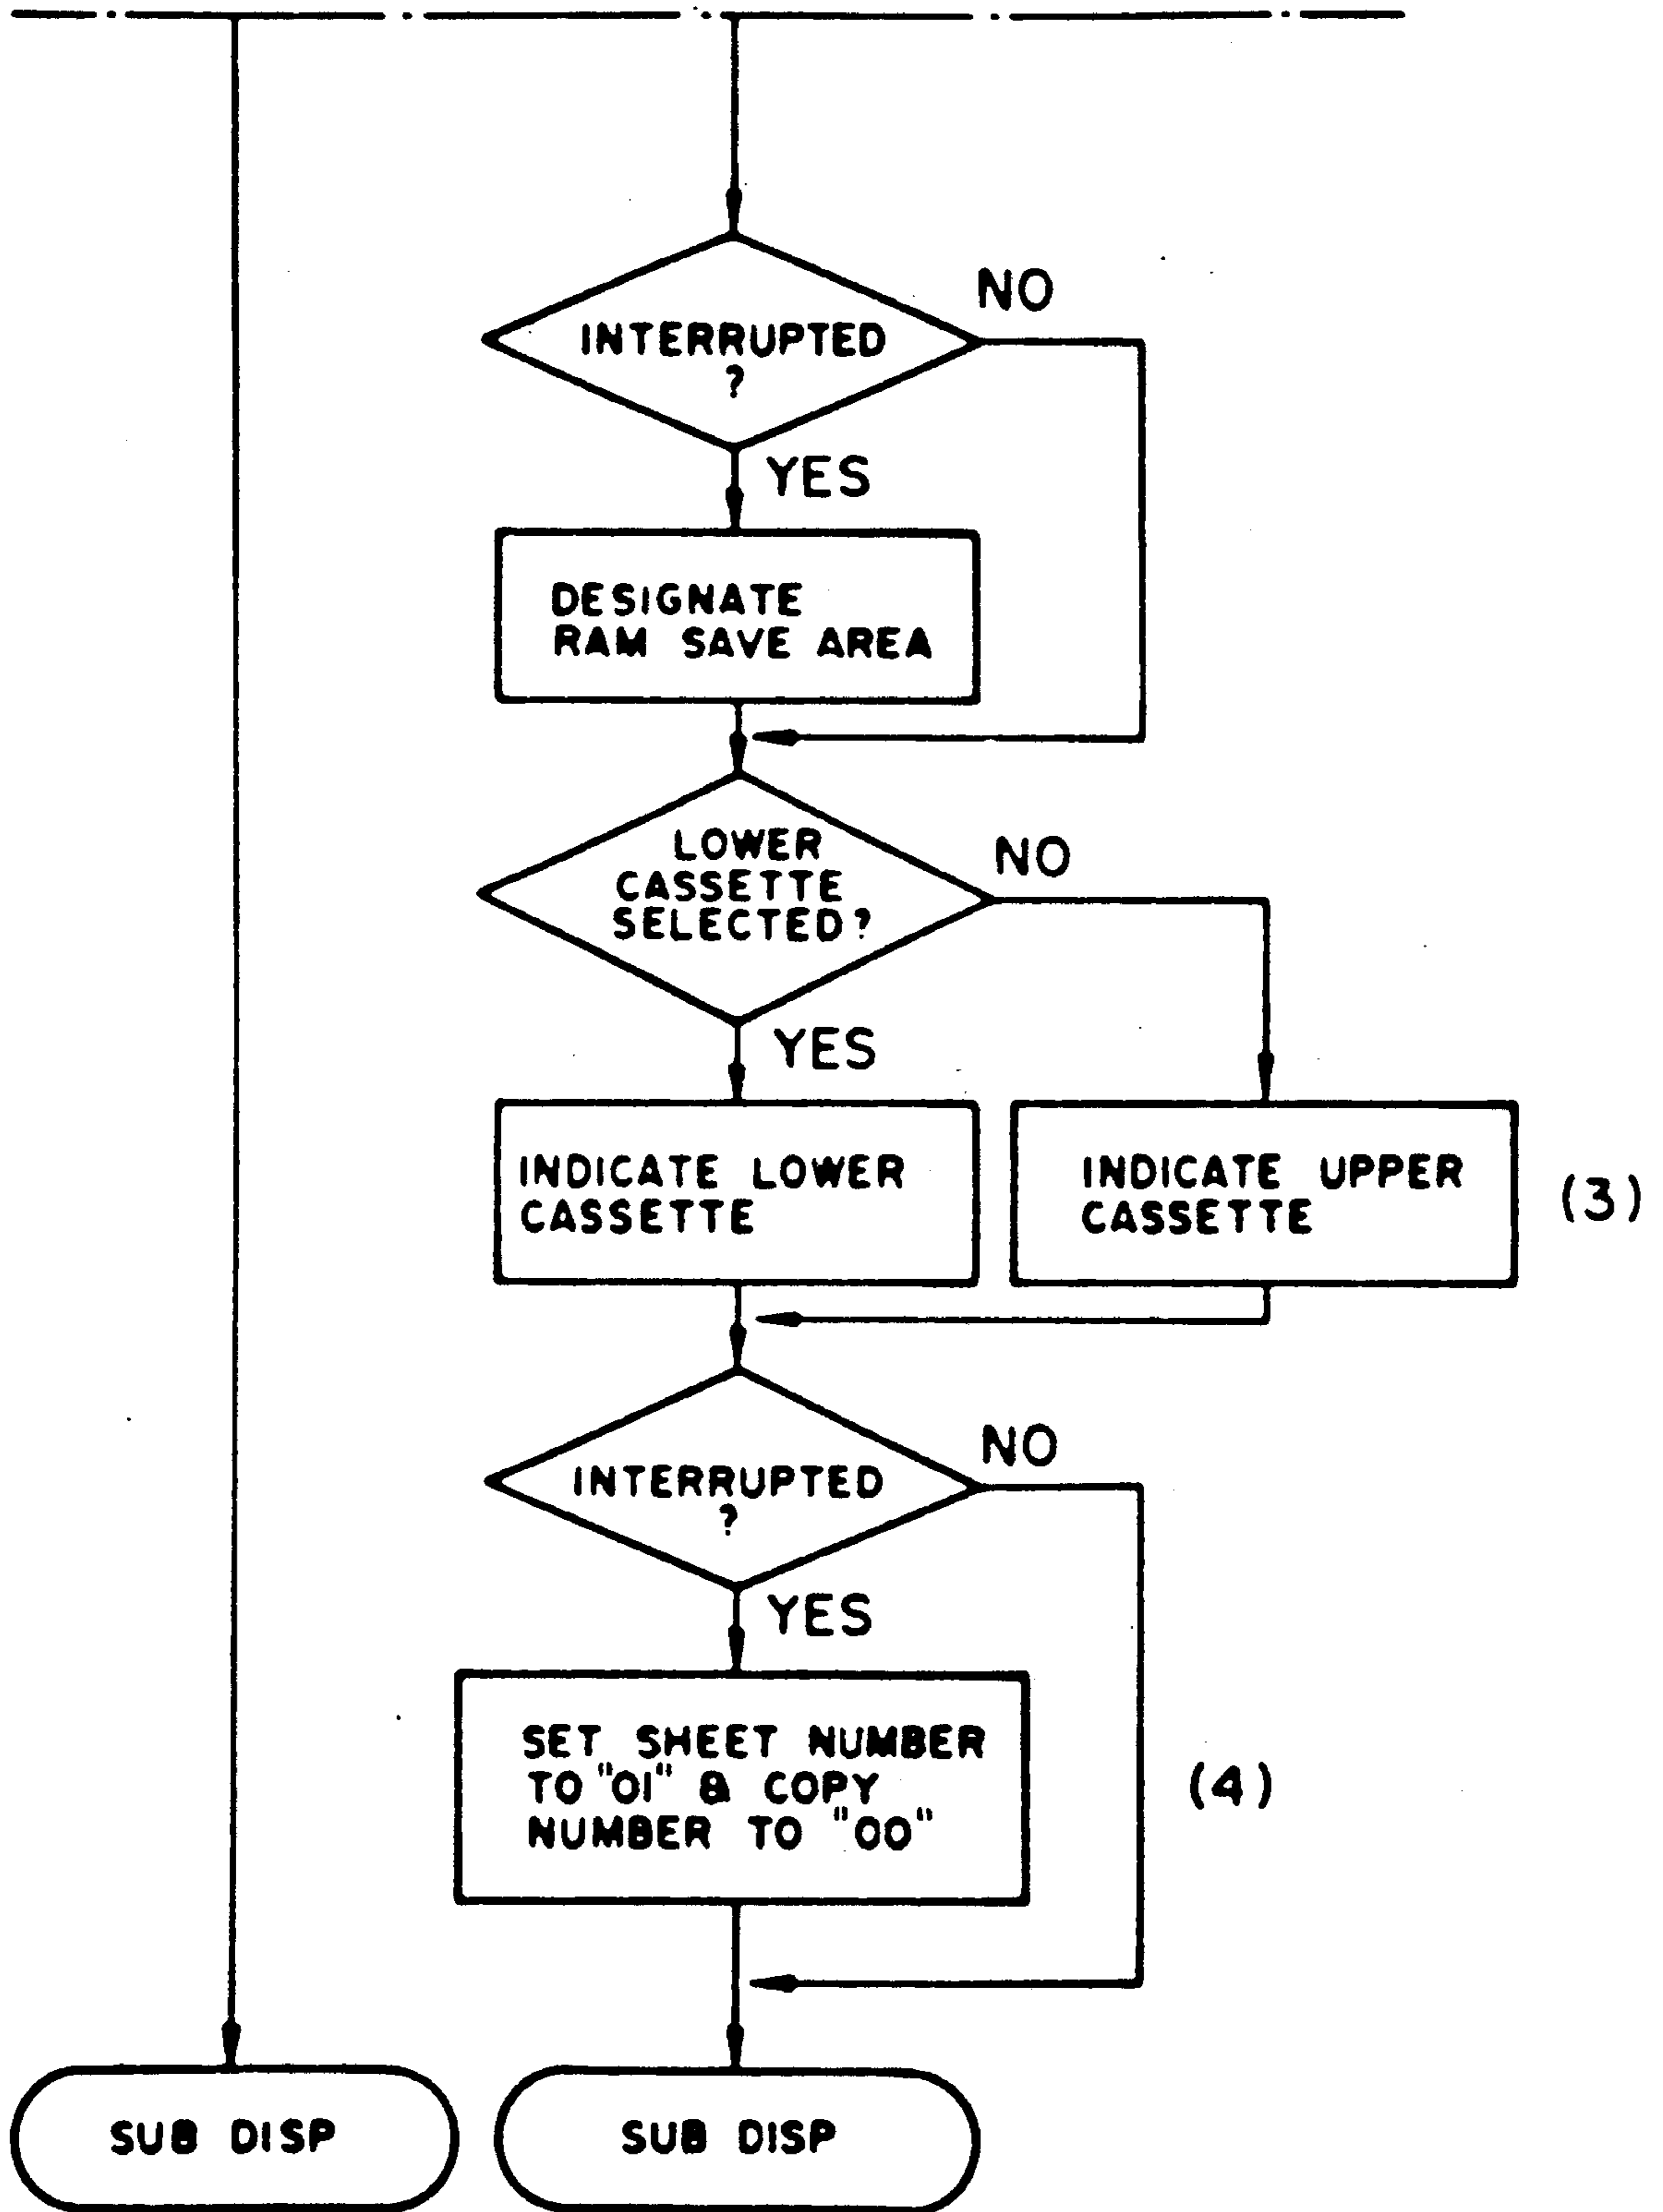 NO
INTERRUPTED
?
YES
DESIGNATE
RAM SAVE AREA
LOWER
CASSETTE
SELECTED?
NO
YES
INDICATE LOWER
CASSETTE
INDICATE UPPER
CASSETTE
(3)
NO
INTERRUPTED
?
YES
SET SHEET NUMBER
TO "01" & COPY
NUMBER TO "00"
(4)
SUB DISP
SUB DISP